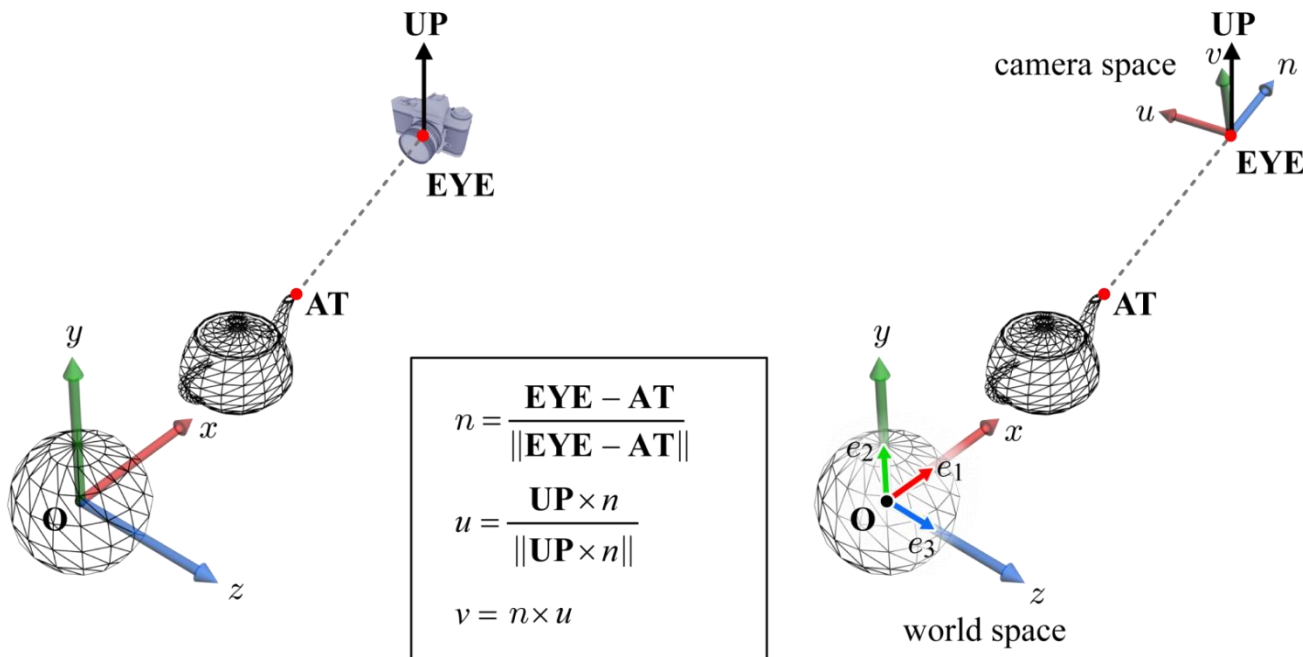 UP
EYE
AT
y
x
O
z
n = EYE − AT / ||EYE − AT||
u = UP × n / ||UP × n||
v = n × u
UP
camera space
v
n
u
EYE
AT
y
x
e₂
e₁
O
e₃
z
world space